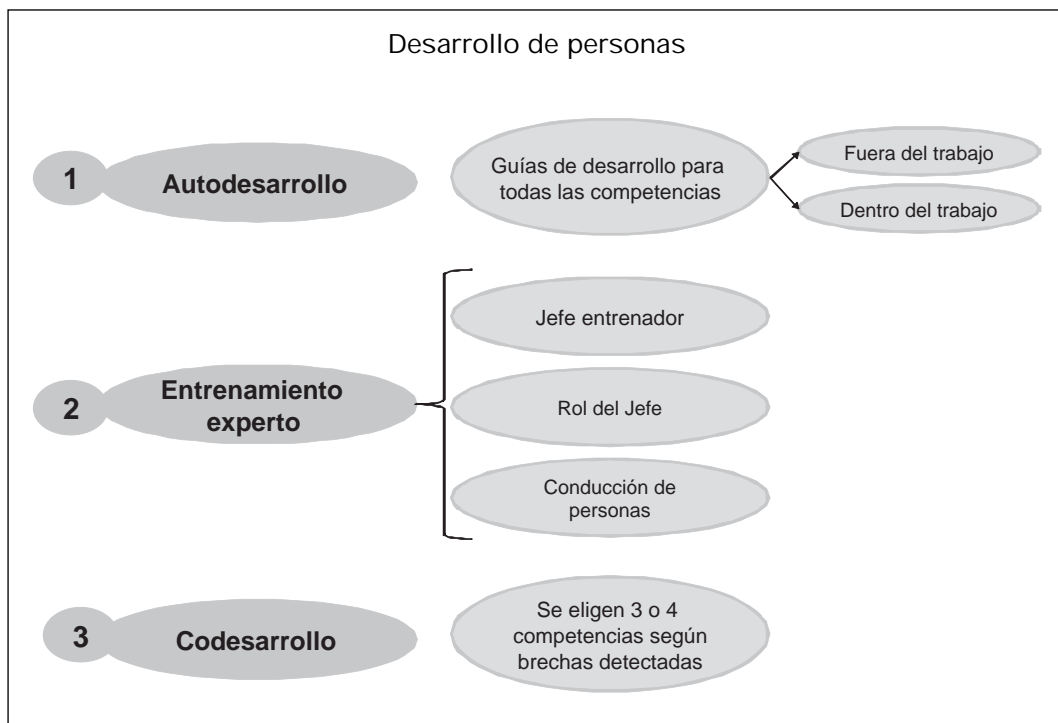 Desarrollo de personas
1
Autodesarrollo
Guías de desarrollo para
todas las competencias
Fuera del trabajo
Dentro del trabajo
2
Entrenamiento
experto
Jefe entrenador
Rol del Jefe
Conducción de
personas
3
Codesarrollo
Se eligen 3 o 4
competencias según
brechas detectadas